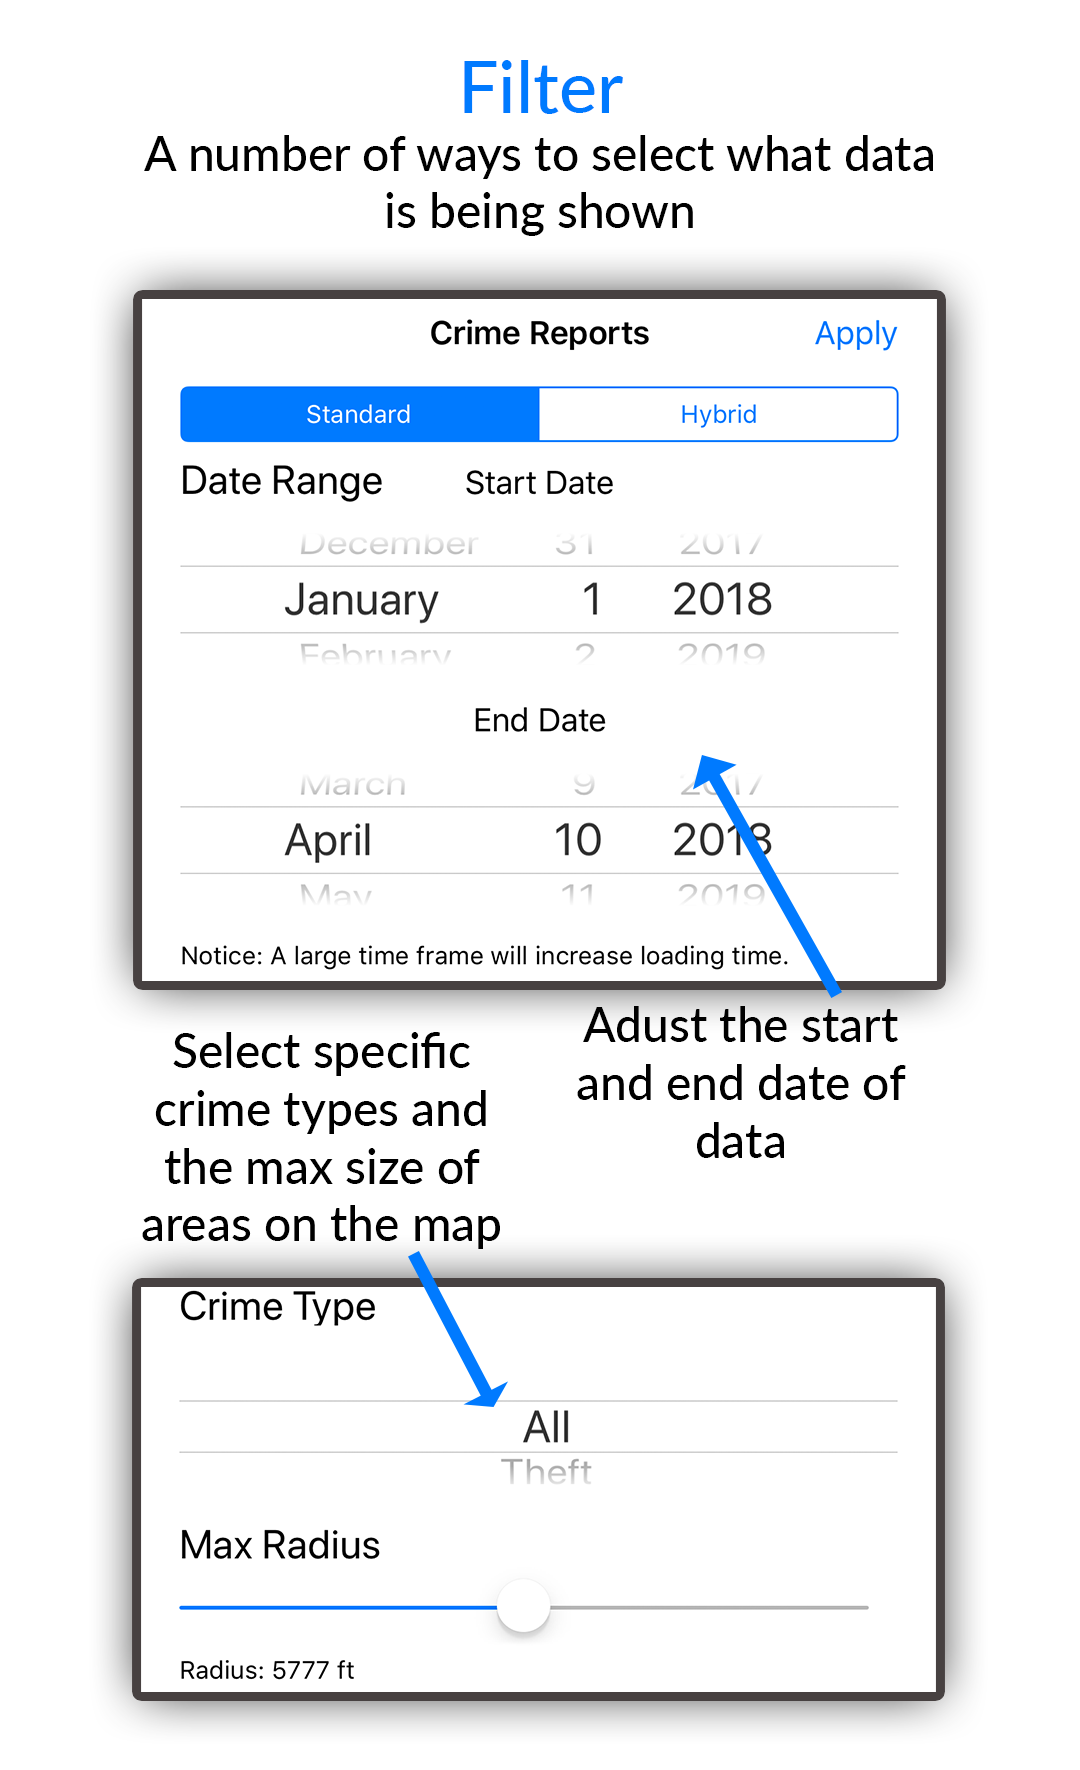 Filter
A number of ways to select what data
is being shown
Crime Reports Apply
Standard Hybrid
Date Range Start Date
December 31 2017
January 1 2018
February 2 2019
End Date
March 9 2017
April 10 2018
May 11 2019
Notice: A large time frame will increase loading time.
Adust the start
and end date of
data
Select specific
crime types and
the max size of
areas on the map
Crime Type
All
Theft
Max Radius
Radius: 5777 ft